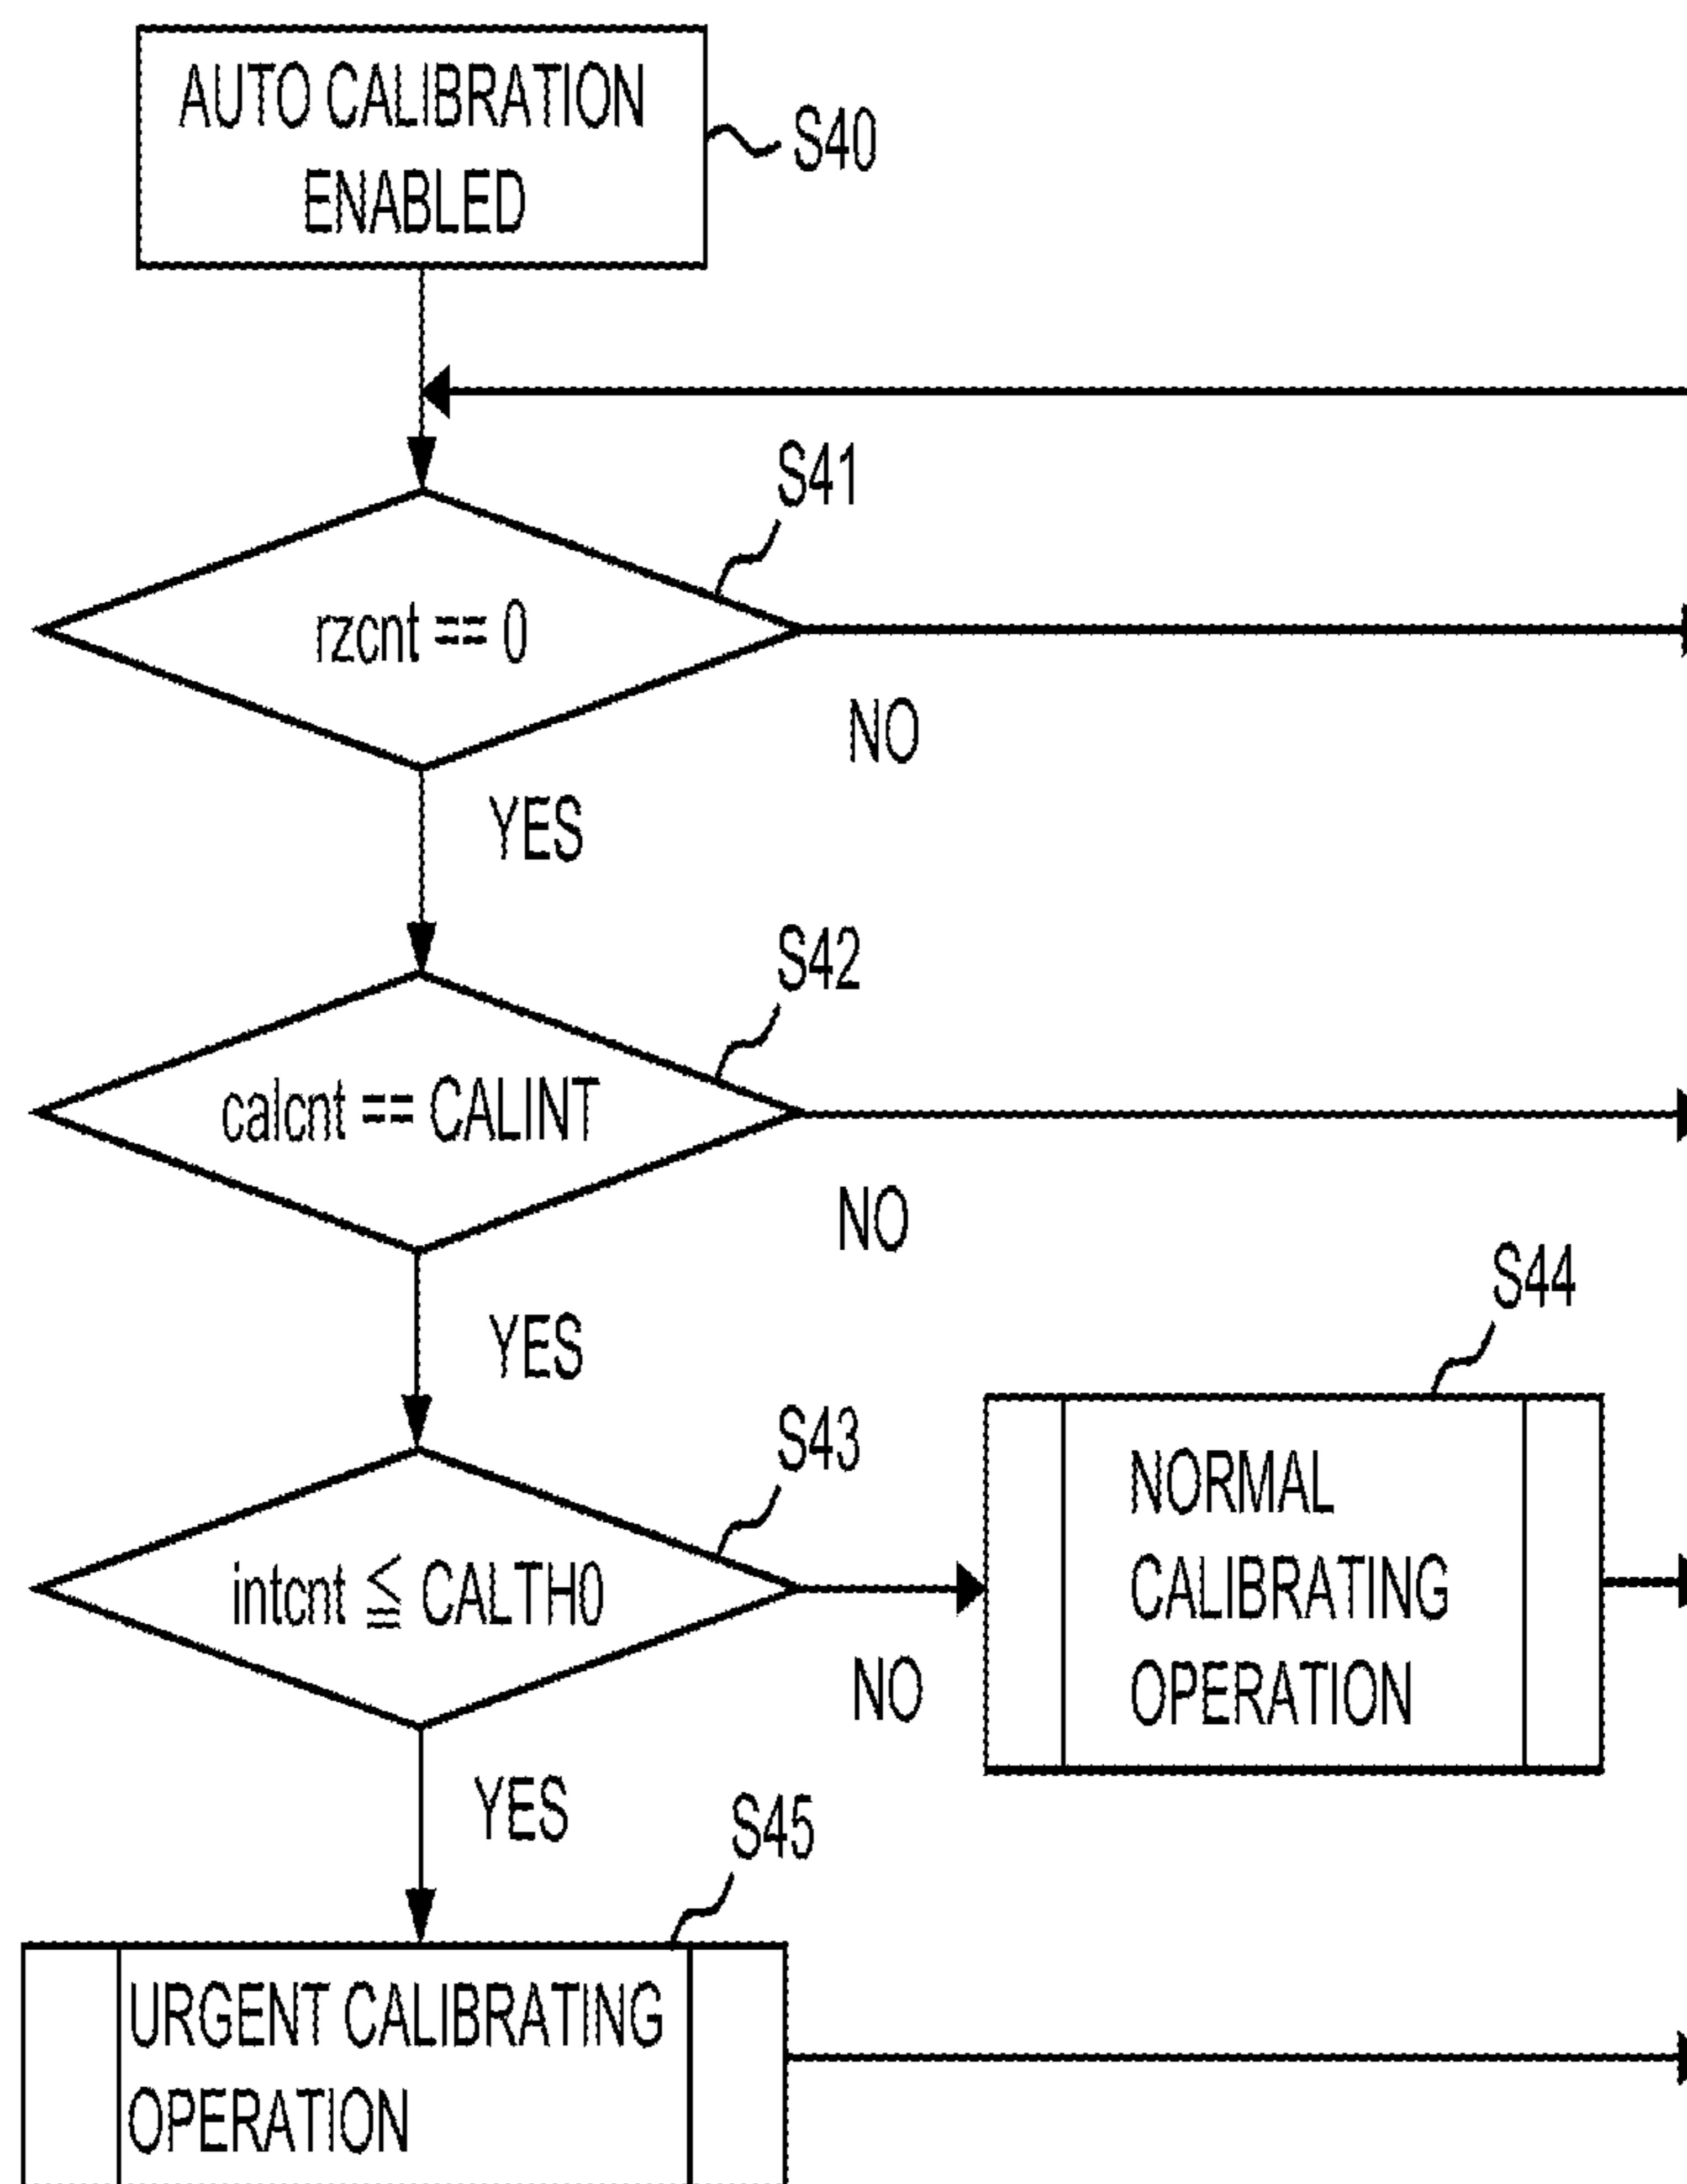 AUTO CALIBRATION
ENABLED
S40
S41
rzcnt == 0
NO
YES
S42
calcnt == CALINT
NO
YES
S43
intcnt ≦ CALTH0
NO
S44
NORMAL
CALIBRATING
OPERATION
YES
S45
URGENT CALIBRATING
OPERATION